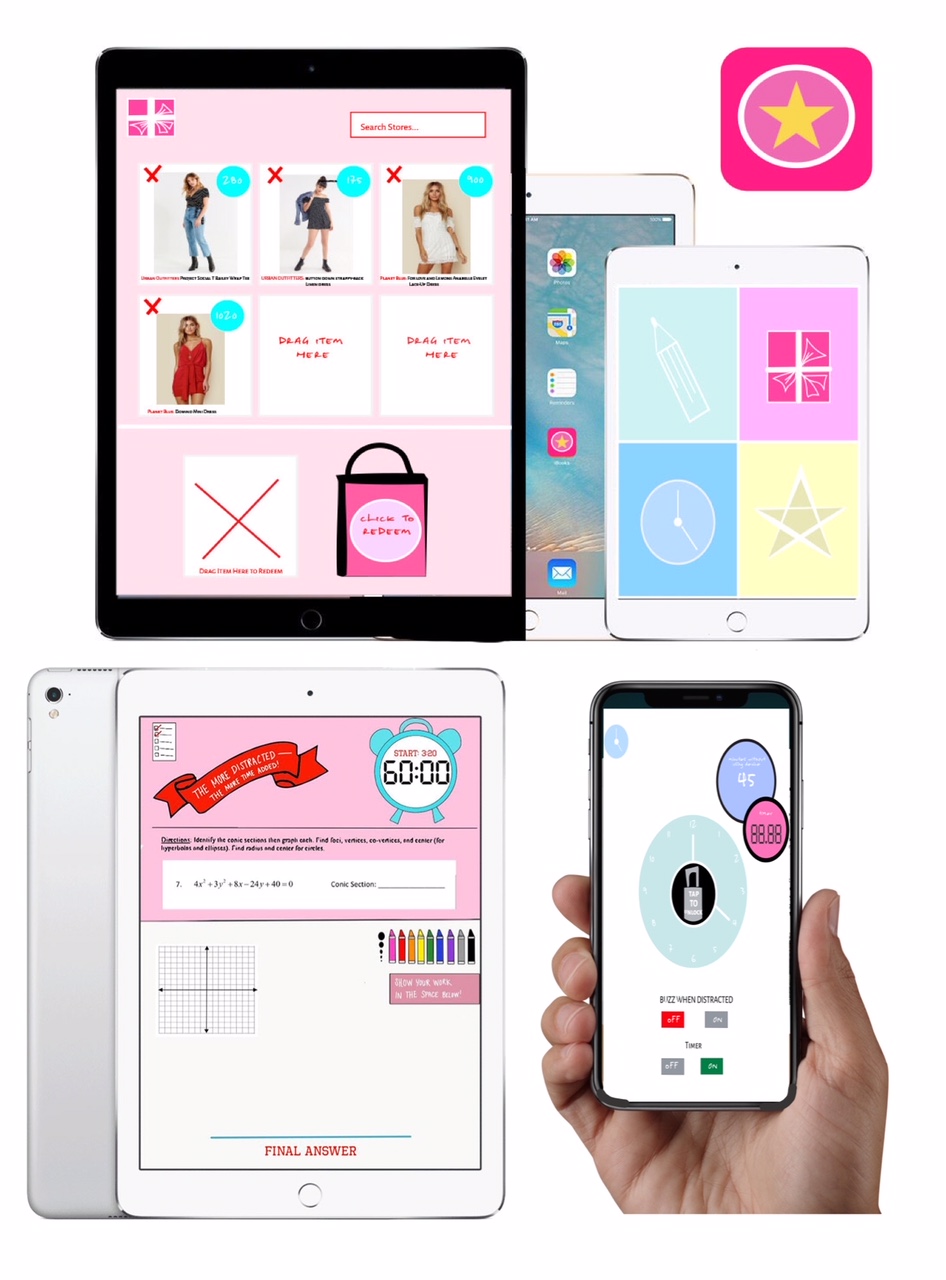 Search Stores...
280
175
900
Urban Outfitters Project Social T Bailey Wrap Tee
Urban Outfitters: Button-Down Strappy-Back
Linen Dress
Planet Blue: For Love and Lemons Amarelle Eyelet
Lace-Up Dress
1020
DRAG ITEM
HERE
DRAG ITEM
HERE
Planet Blue: Domino Mini Dress
CLICK TO
REDEEM
Drag Item Here to Redeem
100%
Photos
Maps
Reminders
iBooks
Mail
THE MORE DISTRACTED —
THE MORE TIME ADDED!
START: 3:20
60:00
Directions: Identify the conic sections then graph each. Find foci, vertices, co-vertices, and center (for
hyperbolas and ellipses). Find radius and center for circles.
7. 4x² + 3y² + 8x − 24y + 40 = 0 Conic Section:
SHOW YOUR WORK
IN THE SPACE BELOW!
FINAL ANSWER
45
88.88
12
TAP
TO
UNLOCK
BUZZ WHEN DISTRACTED
OFF ON
Timer
OFF ON